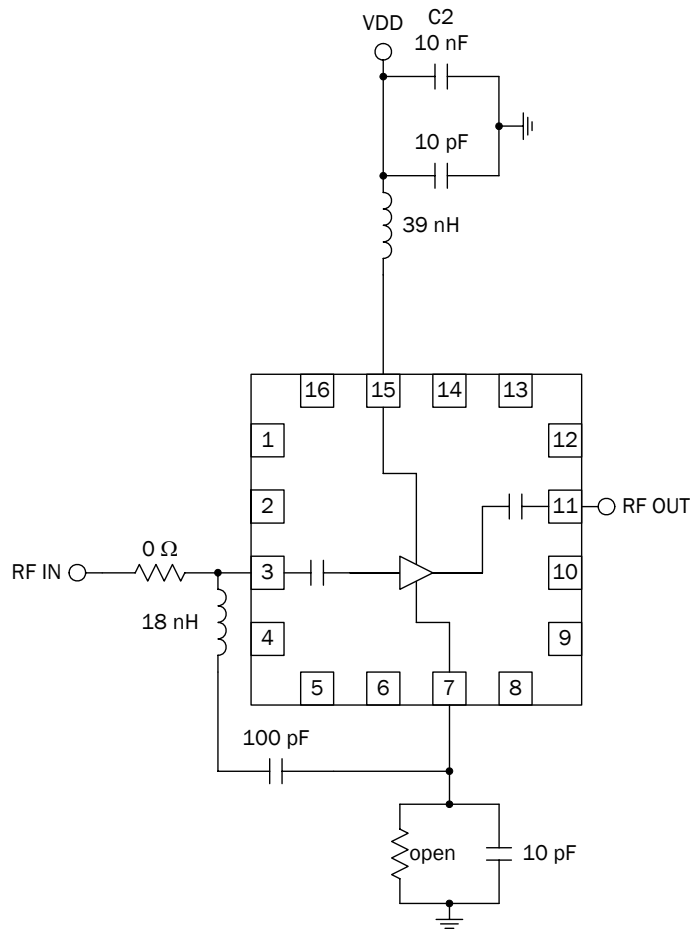 C2
VDD
10 nF
10 pF
39 nH
16 15 14 13
1
12
2
11 RF OUT
0 Ω
RF IN
3
10
18 nH
4
9
5 6 7 8
100 pF
open
10 pF